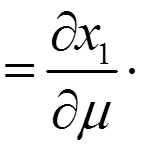 = ∂x₁/∂μ ·